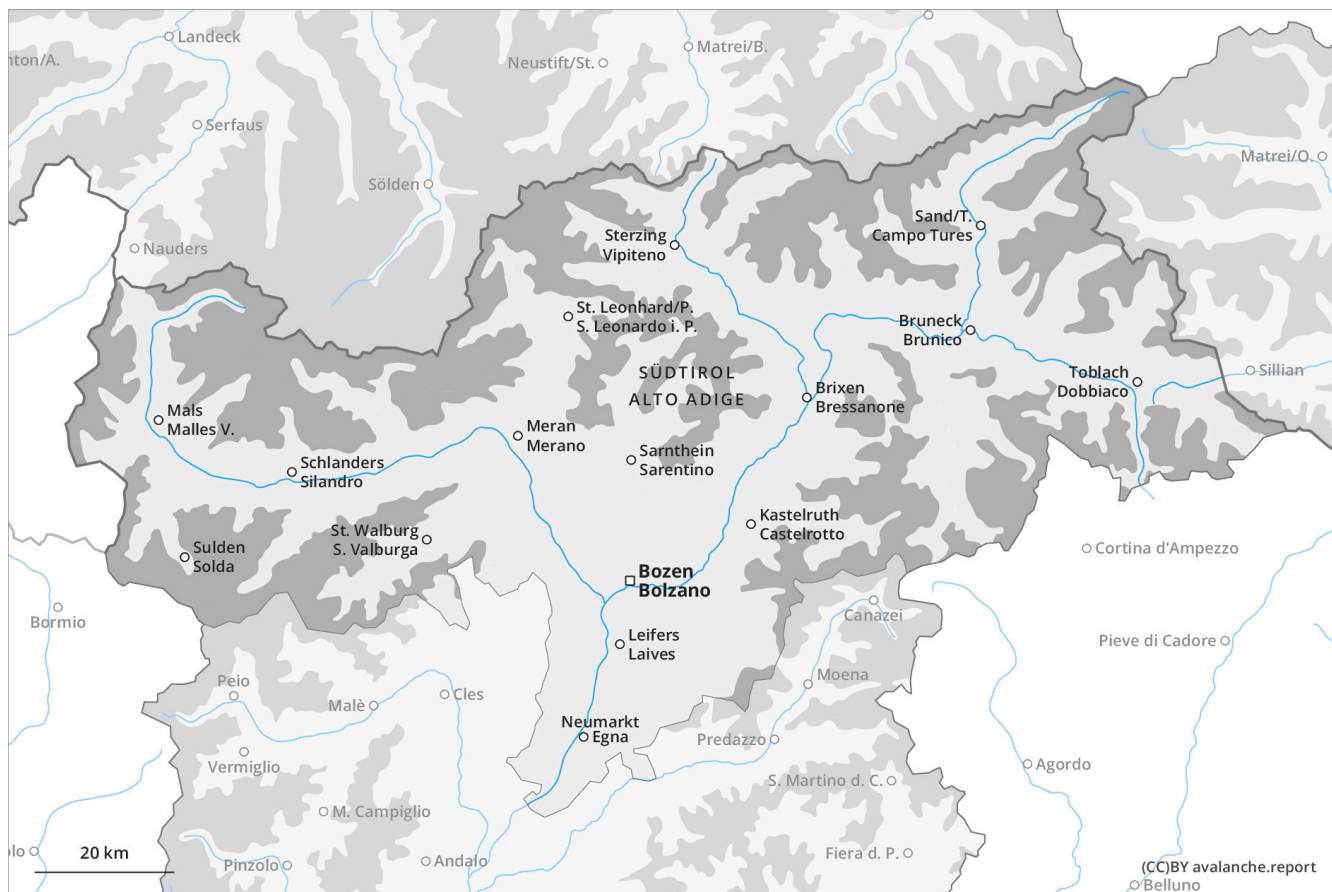 Landeck
nton/A.
Neustift/St.
Matrei/B.
Serfaus
Matrei/O.
Sölden
Nauders
Sand/T.
Campo Tures
Sterzing
Vipiteno
St. Leonhard/P.
S. Leonardo i. P.
Bruneck
Brunico
SÜDTIROL
ALTO ADIGE
Toblach
Dobbiaco
Sillian
Brixen
Bressanone
Mals
Malles V.
Meran
Merano
Schlanders
Silandro
Sarnthein
Sarentino
St. Walburg
S. Valburga
Kastelruth
Castelrotto
Sulden
Solda
Cortina d'Ampezzo
Bozen
Bolzano
Bormio
Canazei
Leifers
Laives
Pieve di Cadore
Peio
Malè
Cles
Moena
Neumarkt
Egna
Predazzo
Vermiglio
Agordo
S. Martino d. C.
M. Campiglio
olo
20 km
Pinzolo
Andalo
Fiera d. P.
(CC)BY avalanche.report
Belluno